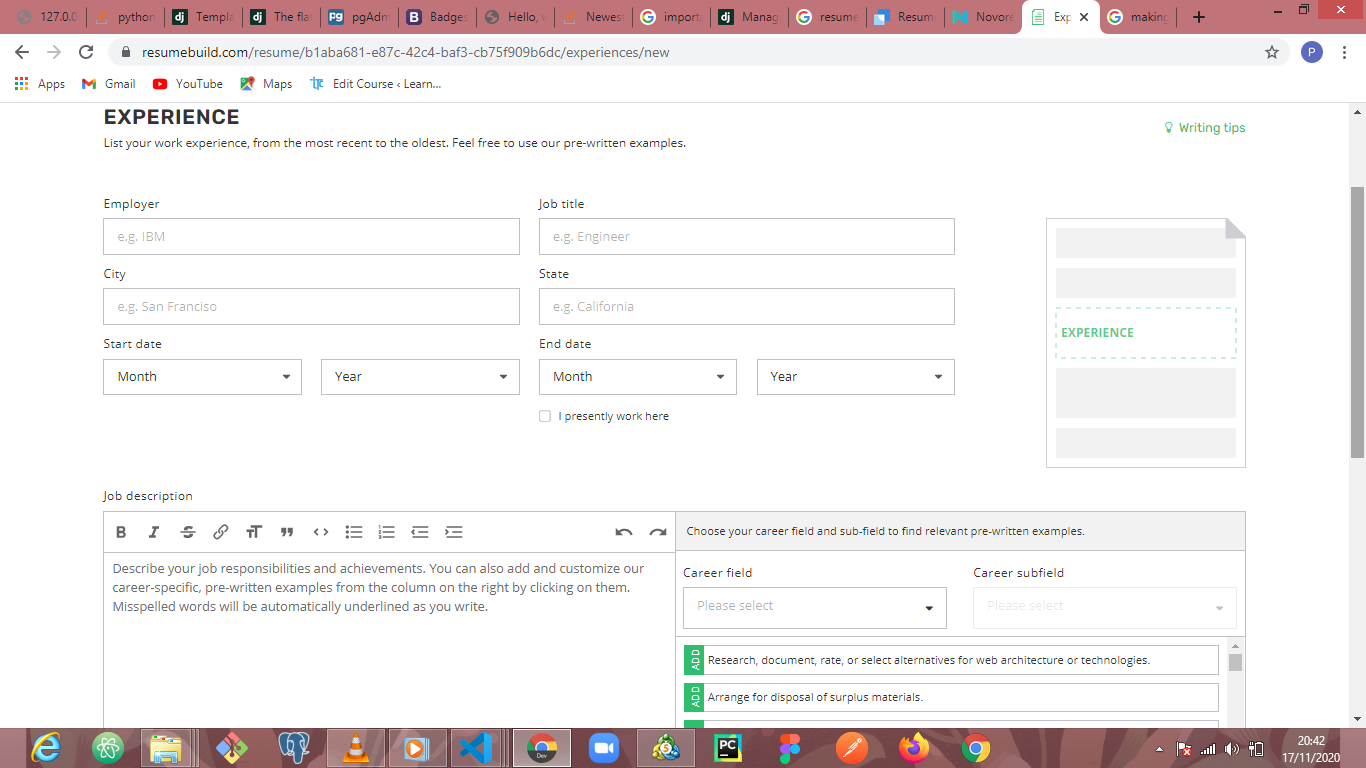 127.0.0
python
Templa
The fla
pgAdm
Badges
Hello, w
Newest
import
Manag
resume
Resum
Novore
Exp
making
resumebuild.com/resume/b1aba681-e87c-42c4-baf3-cb75f909b6dc/experiences/new
P
Apps
Gmail
YouTube
Maps
Edit Course ‹ Learn...
EXPERIENCE
Writing tips
List your work experience, from the most recent to the oldest. Feel free to use our pre-written examples.
Employer
Job title
e.g. IBM
e.g. Engineer
City
State
e.g. San Franciso
e.g. California
EXPERIENCE
Start date
End date
Month
Year
Month
Year
I presently work here
Job description
Choose your career field and sub-field to find relevant pre-written examples.
Describe your job responsibilities and achievements. You can also add and customize our
career-specific, pre-written examples from the column on the right by clicking on them.
Misspelled words will be automatically underlined as you write.
Career field
Career subfield
Please select
Please select
ADD
Research, document, rate, or select alternatives for web architecture or technologies.
ADD
Arrange for disposal of surplus materials.
Dev
PC
20:42
17/11/2020